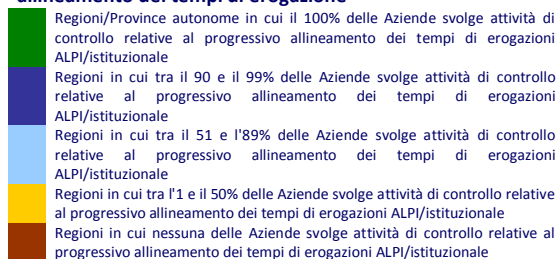 allineamento dei tempi di erogazione
Regioni/Province autonome in cui il 100% delle Aziende svolge attività di
controllo relative al progressivo allineamento dei tempi di erogazioni
ALPI/istituzionale
Regioni in cui tra il 90 e il 99% delle Aziende svolge attività di controllo
relative al progressivo allineamento dei tempi di erogazioni
ALPI/istituzionale
Regioni in cui tra il 51 e l'89% delle Aziende svolge attività di controllo
relative al progressivo allineamento dei tempi di erogazioni
ALPI/istituzionale
Regioni in cui tra l'1 e il 50% delle Aziende svolge attività di controllo relative
al progressivo allineamento dei tempi di erogazioni ALPI/istituzionale
Regioni in cui nessuna delle Aziende svolge attività di controllo relative al
progressivo allineamento dei tempi di erogazioni ALPI/istituzionale